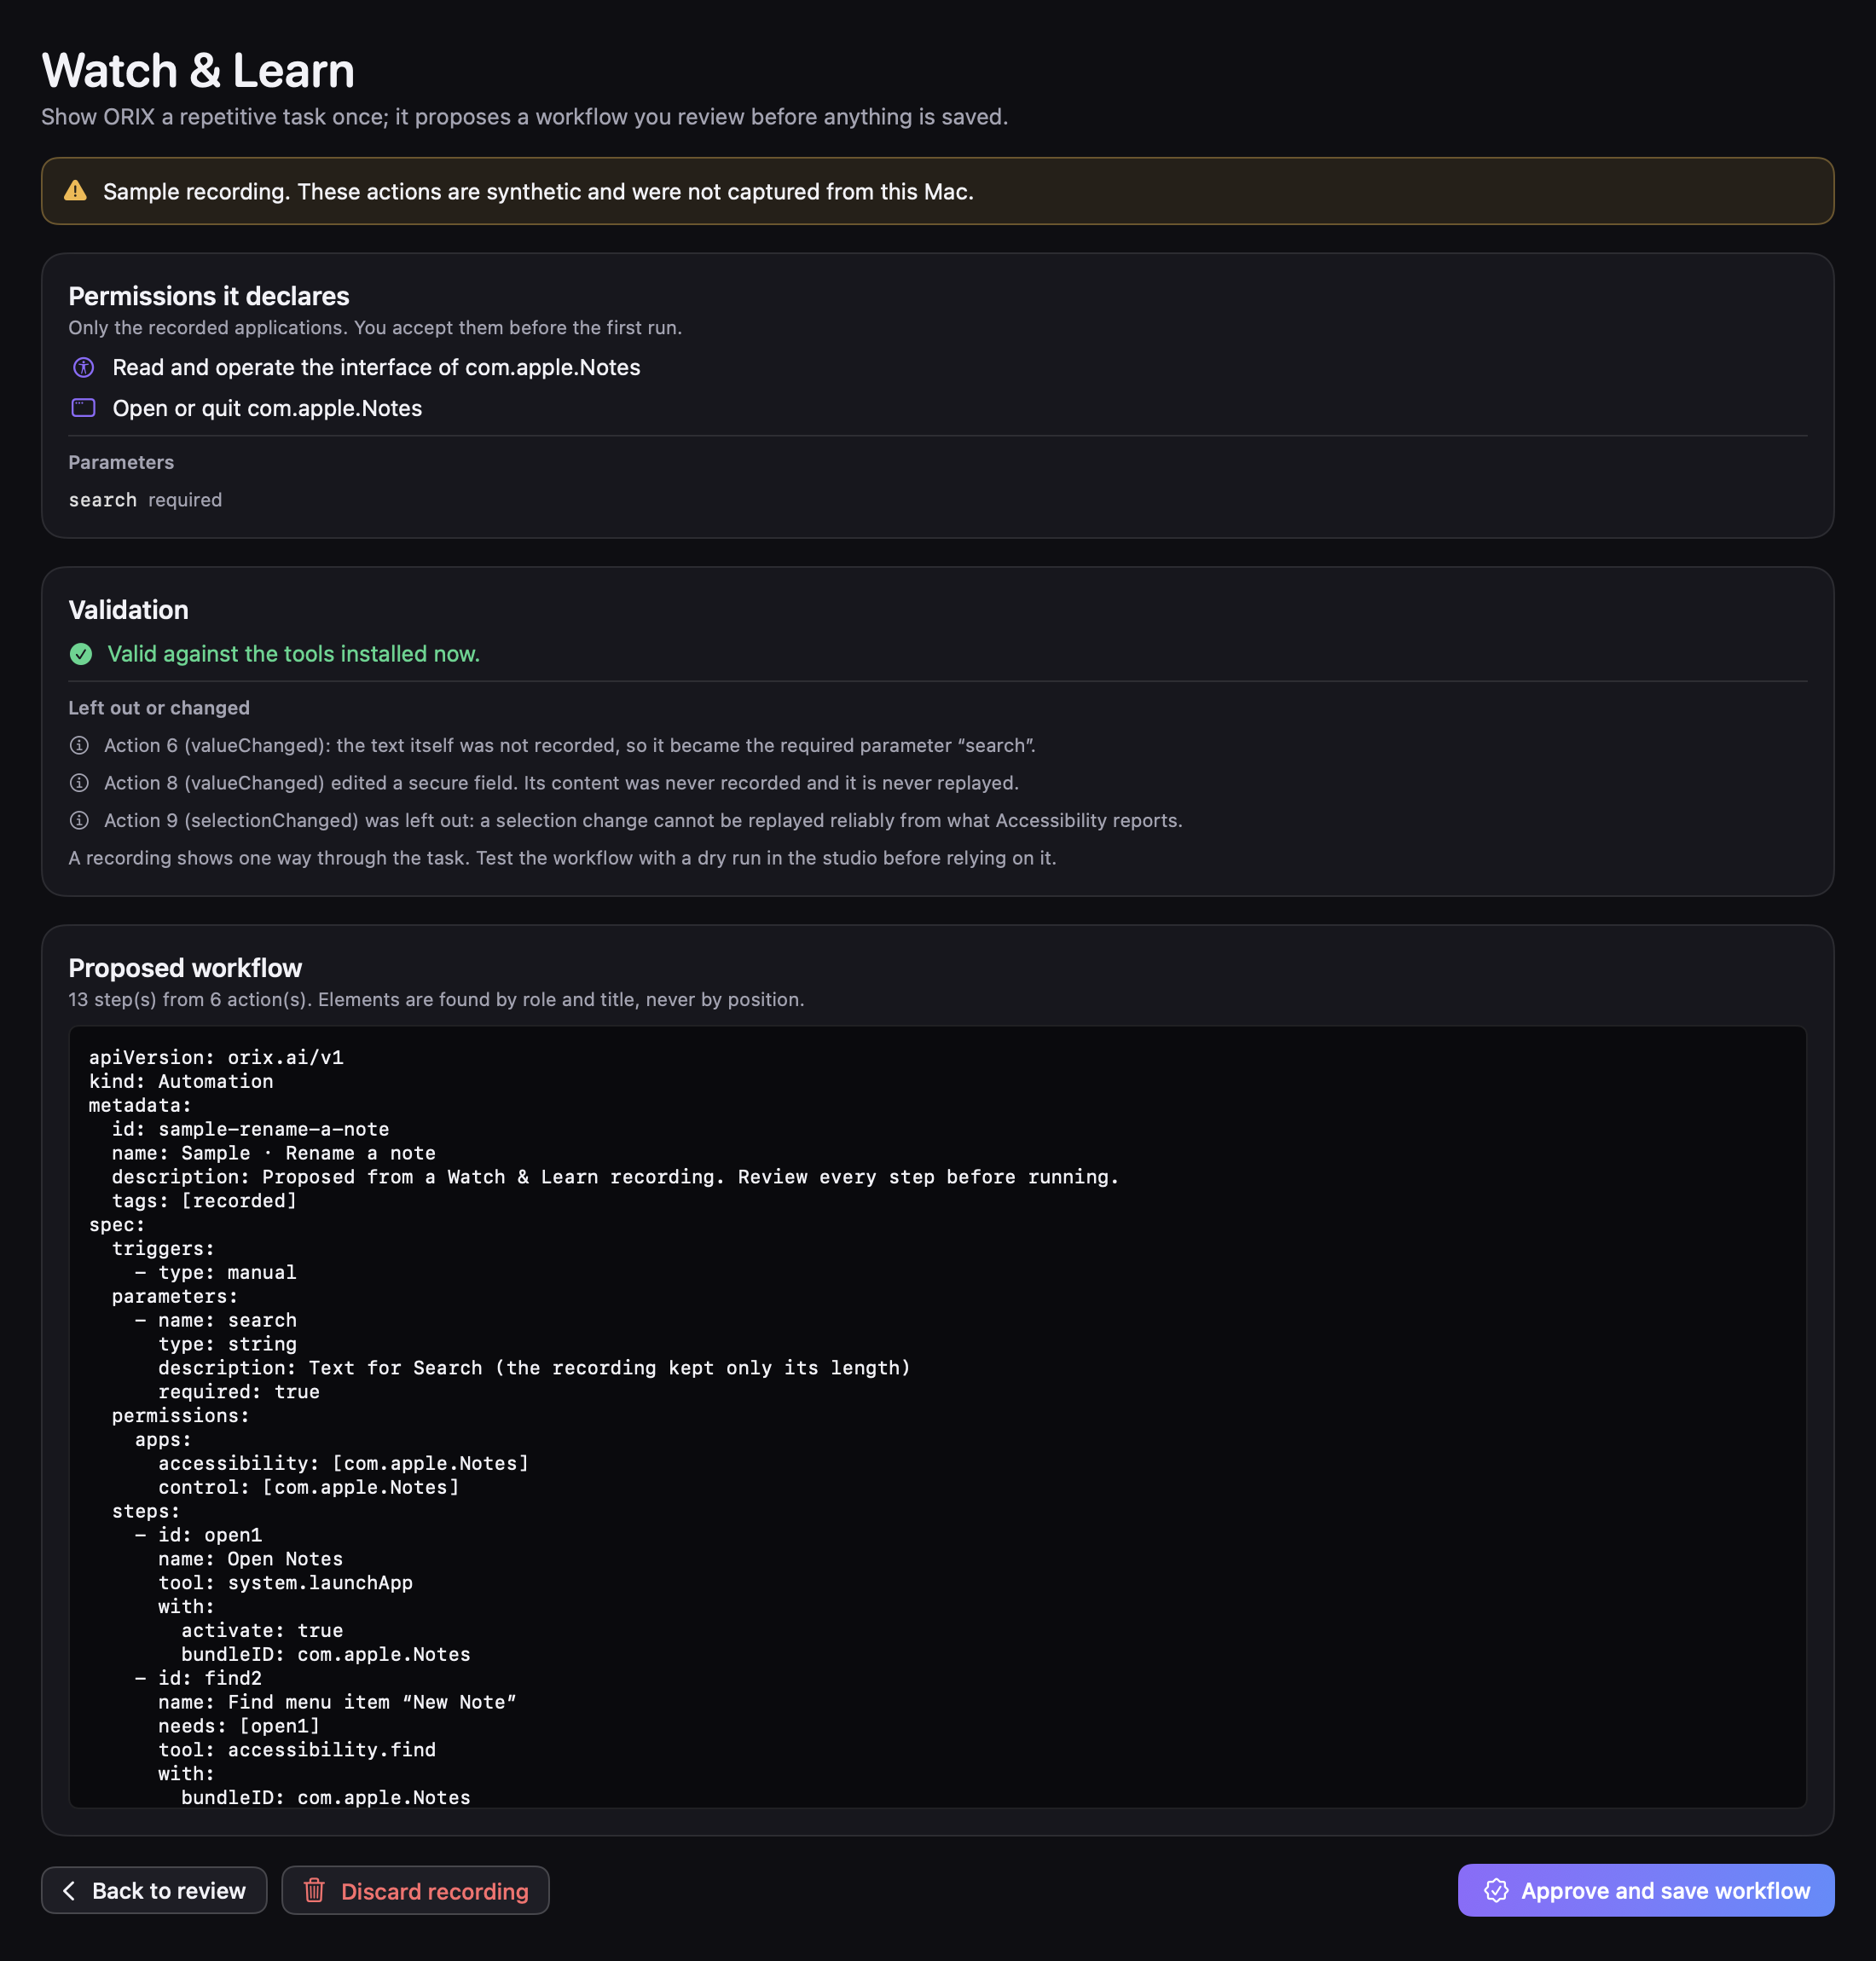 Watch & Learn
Show ORIX a repetitive task once; it proposes a workflow you review before anything is saved.
Sample recording. These actions are synthetic and were not captured from this Mac.
Permissions it declares
Only the recorded applications. You accept them before the first run.
Read and operate the interface of com.apple.Notes
Open or quit com.apple.Notes
Parameters
search required
Validation
Valid against the tools installed now.
Left out or changed
Action 6 (valueChanged): the text itself was not recorded, so it became the required parameter “search”.
Action 8 (valueChanged) edited a secure field. Its content was never recorded and it is never replayed.
Action 9 (selectionChanged) was left out: a selection change cannot be replayed reliably from what Accessibility reports.
A recording shows one way through the task. Test the workflow with a dry run in the studio before relying on it.
Proposed workflow
13 step(s) from 6 action(s). Elements are found by role and title, never by position.
apiVersion: orix.ai/v1
kind: Automation
metadata:
  id: sample-rename-a-note
  name: Sample · Rename a note
  description: Proposed from a Watch & Learn recording. Review every step before running.
  tags: [recorded]
spec:
  triggers:
    - type: manual
  parameters:
    - name: search
      type: string
      description: Text for Search (the recording kept only its length)
      required: true
  permissions:
    apps:
      accessibility: [com.apple.Notes]
      control: [com.apple.Notes]
  steps:
    - id: open1
      name: Open Notes
      tool: system.launchApp
      with:
        activate: true
        bundleID: com.apple.Notes
    - id: find2
      name: Find menu item “New Note”
      needs: [open1]
      tool: accessibility.find
      with:
        bundleID: com.apple.Notes
Back to review
Discard recording
Approve and save workflow